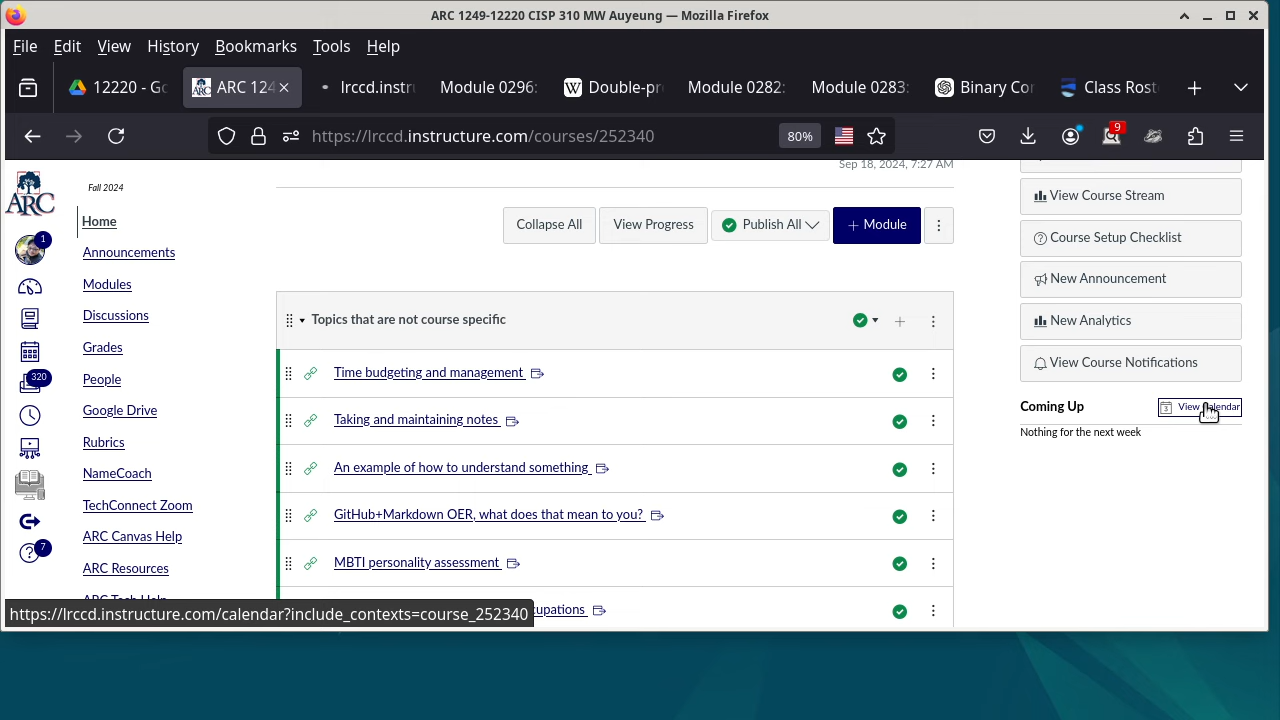 ARC 1249-12220 CISP 310 MW Auyeung — Mozilla Firefox
File Edit View History Bookmarks Tools Help
12220 - Go
ARC 124
lrccd.instru
Module 0296:
Double-pr
Module 0282:
Module 0283:
Binary Con
Class Rost
https://lrccd.instructure.com/courses/252340
80%
9
ARC
1
320
7
Fall 2024
Home
Announcements
Modules
Discussions
Grades
People
Google Drive
Rubrics
NameCoach
TechConnect Zoom
ARC Canvas Help
ARC Resources
ARC Tech Help
Sep 18, 2024, 7:27 AM
Collapse All
View Progress
Publish All
+ Module
Topics that are not course specific
Time budgeting and management
Taking and maintaining notes
An example of how to understand something
GitHub+Markdown OER, what does that mean to you?
MBTI personality assessment
cupations
View Course Stream
Course Setup Checklist
New Announcement
New Analytics
View Course Notifications
Coming Up
3
View Calendar
Nothing for the next week
https://lrccd.instructure.com/calendar?include_contexts=course_252340